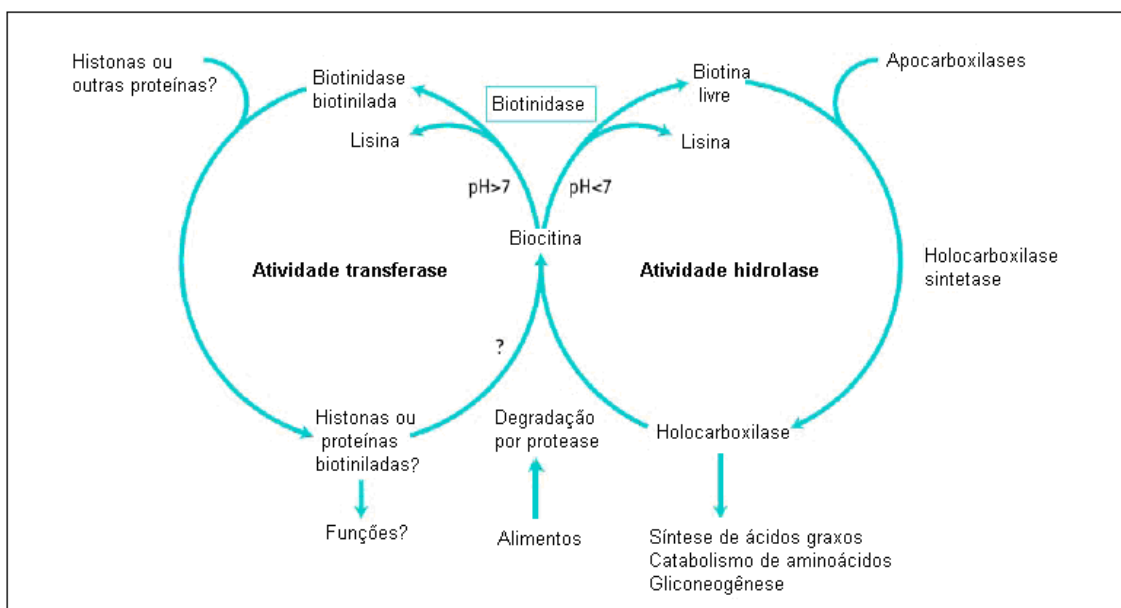 Histonas ou
outras proteínas?
Biotinidase
biotinilada
Lisina
Biotinidase
Biotina
livre
Lisina
Apocarboxilases
pH>7
pH<7
Biocitina
Atividade transferase
Atividade hidrolase
Holocarboxilase
sintetase
?
Histonas ou
proteínas
biotiniladas?
Funções?
Degradação
por protease
Alimentos
Holocarboxilase
Síntese de ácidos graxos
Catabolismo de aminoácidos
Gliconeogênese